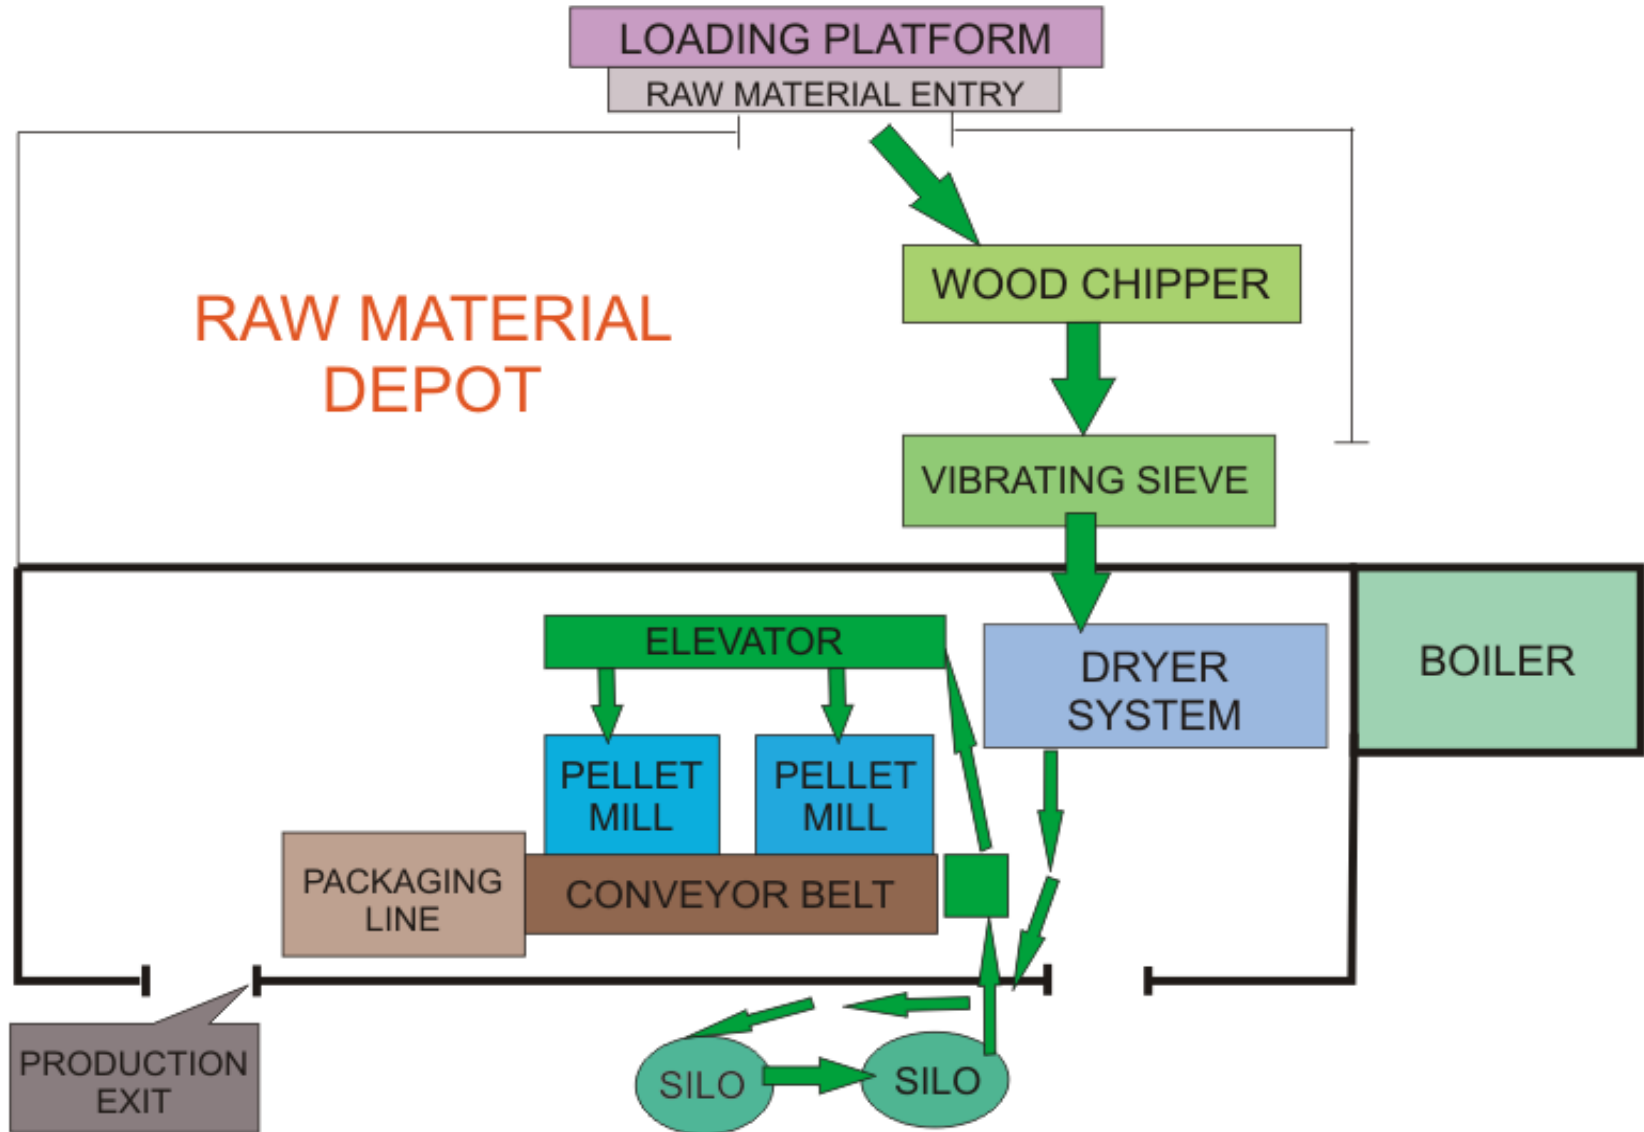 LOADING PLATFORM
RAW MATERIAL ENTRY
WOOD CHIPPER
RAW MATERIAL
DEPOT
VIBRATING SIEVE
ELEVATOR
DRYER
SYSTEM
BOILER
PELLET
MILL
PELLET
MILL
PACKAGING
LINE
CONVEYOR BELT
PRODUCTION
EXIT
SILO
SILO